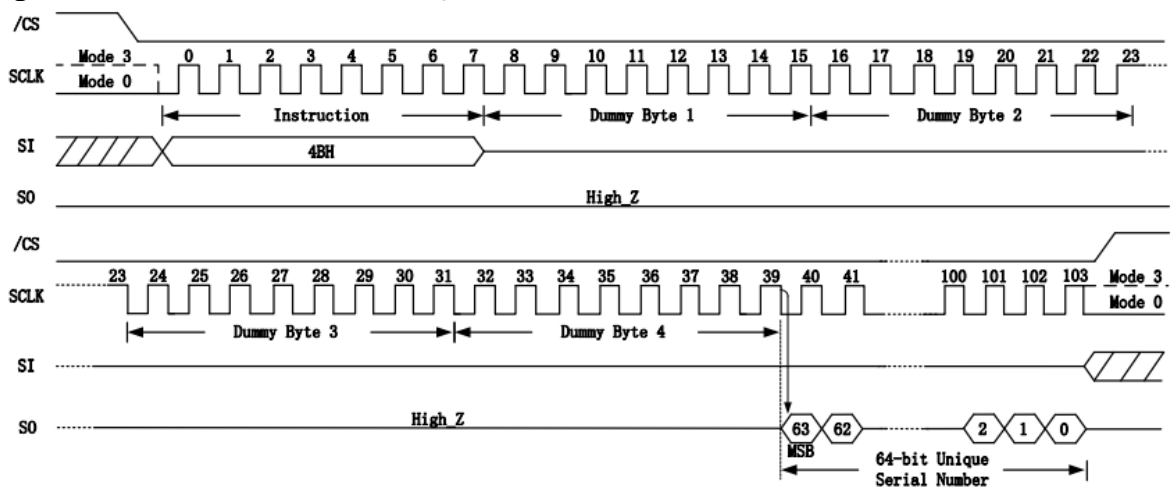 /CS
Mode 3 0 1 2 3 4 5 6 7 8 9 10 11 12 13 14 15 16 17 18 19 20 21 22 23
SCLK
Mode 0
Instruction Dummy Byte 1 Dummy Byte 2
SI 4BH
SO High_Z
/CS
23 24 25 26 27 28 29 30 31 32 33 34 35 36 37 38 39 40 41 100 101 102 103 Mode 3
SCLK Mode 0
Dummy Byte 3 Dummy Byte 4
SI
High_Z
SO 63 62 2 1 0
MSB
64-bit Unique
Serial Number